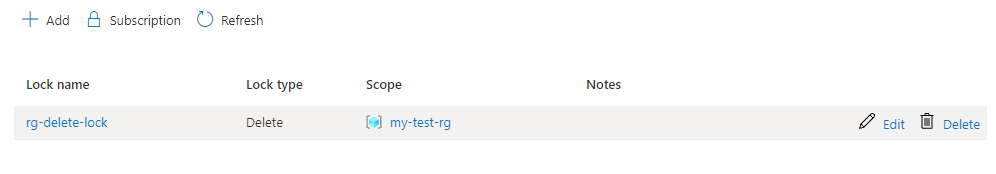 Add Subscription Refresh
Lock name Lock type Scope Notes
rg-delete-lock Delete my-test-rg Edit Delete